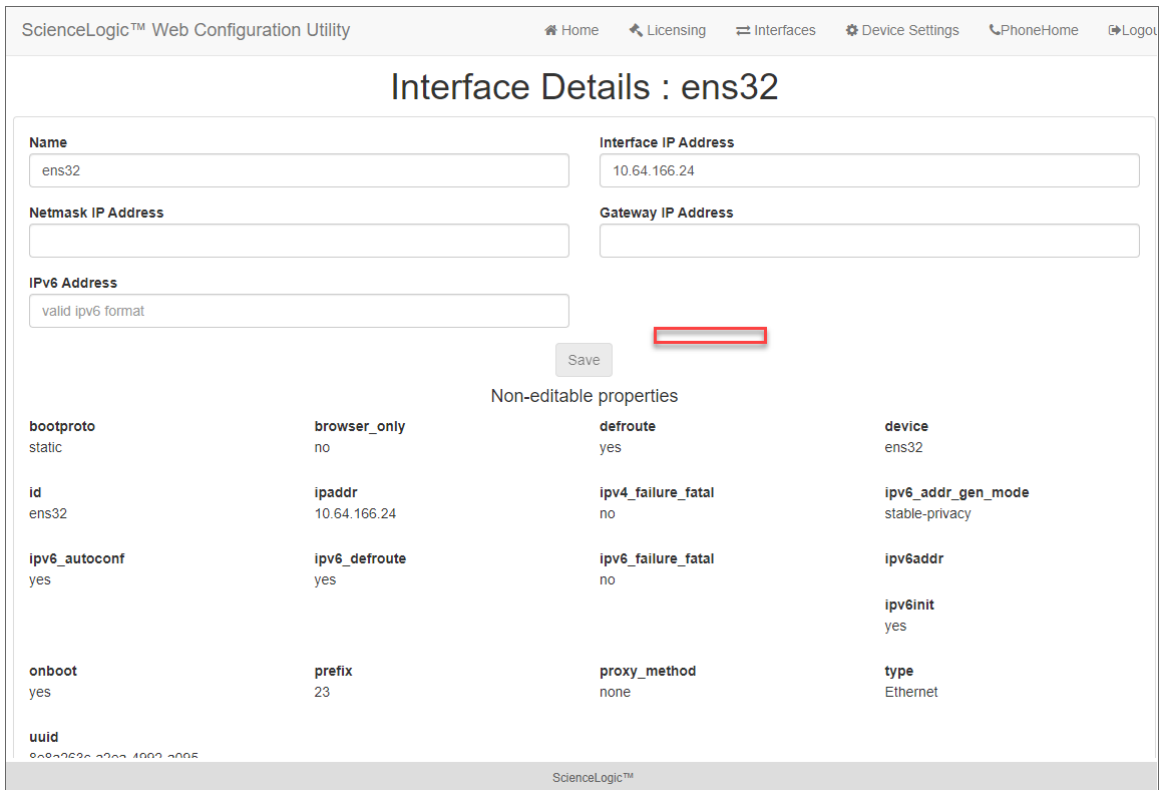 ScienceLogic™ Web Configuration Utility
Home Licensing Interfaces Device Settings PhoneHome
Interface Details : ens32
Name Interface IP Address
ens32 10.64.166.24
Netmask IP Address Gateway IP Address
IPv6 Address
valid ipv6 format
Save
Non-editable properties
bootproto browser_only defroute device
static no yes ens32
id ipaddr ipv4_failure_fatal ipv6_addr_gen_mode
ens32 10.64.166.24 no stable-privacy
ipv6_autoconf ipv6_defroute ipv6_failure_fatal ipv6addr
yes yes no
ipv6init
yes
onboot prefix proxy_method type
yes 23 none Ethernet
uuid
ScienceLogic™